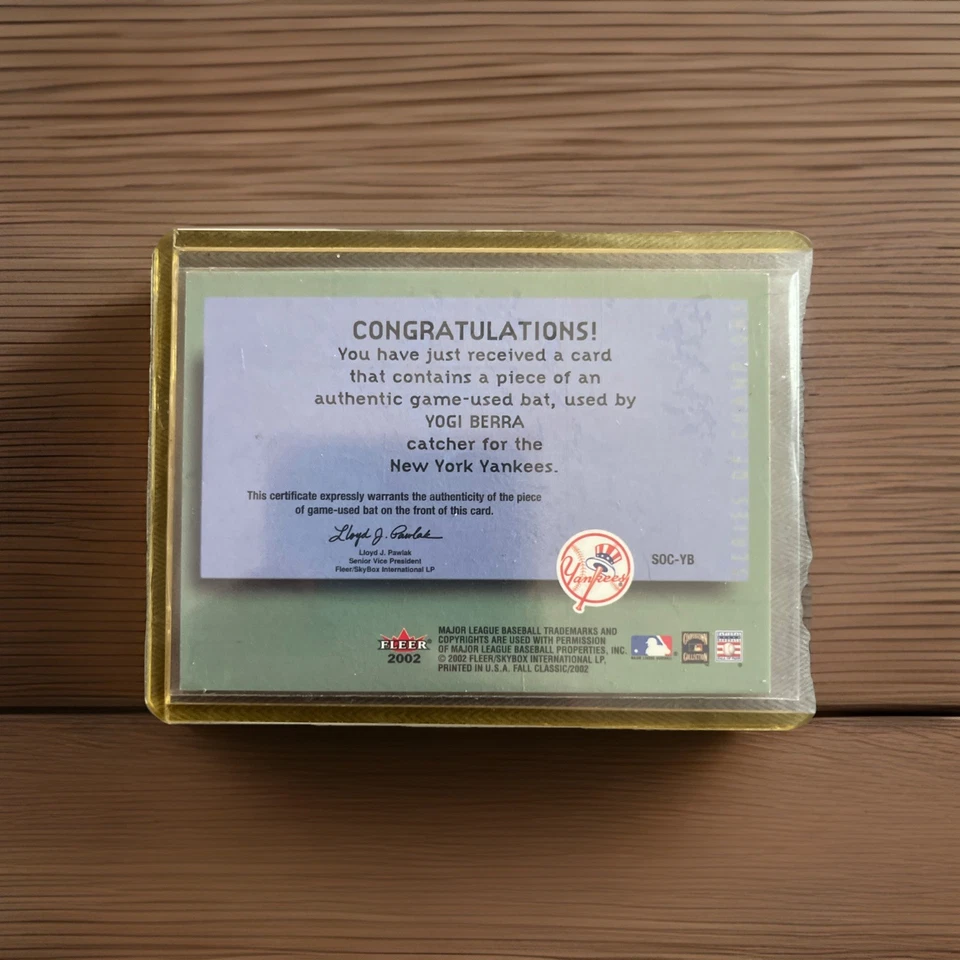 CONGRATULATIONS!
You have just received a card
that contains a piece of an
authentic game-used bat, used by
YOGI BERRA
catcher for the
New York Yankees.
This certificate expressly warrants the authenticity of the piece
of game-used bat on the front of this card.
Lloyd J. Pawlak
Lloyd J. Pawlak
Senior Vice President
Fleer/SkyBox International LP
Yankees
SOC-YB
FLEER
2002
MAJOR LEAGUE BASEBALL TRADEMARKS AND
COPYRIGHTS ARE USED WITH PERMISSION
OF MAJOR LEAGUE BASEBALL PROPERTIES, INC.
© 2002 FLEER/SKYBOX INTERNATIONAL LP.
PRINTED IN U.S.A. FALL CLASSIC/2002